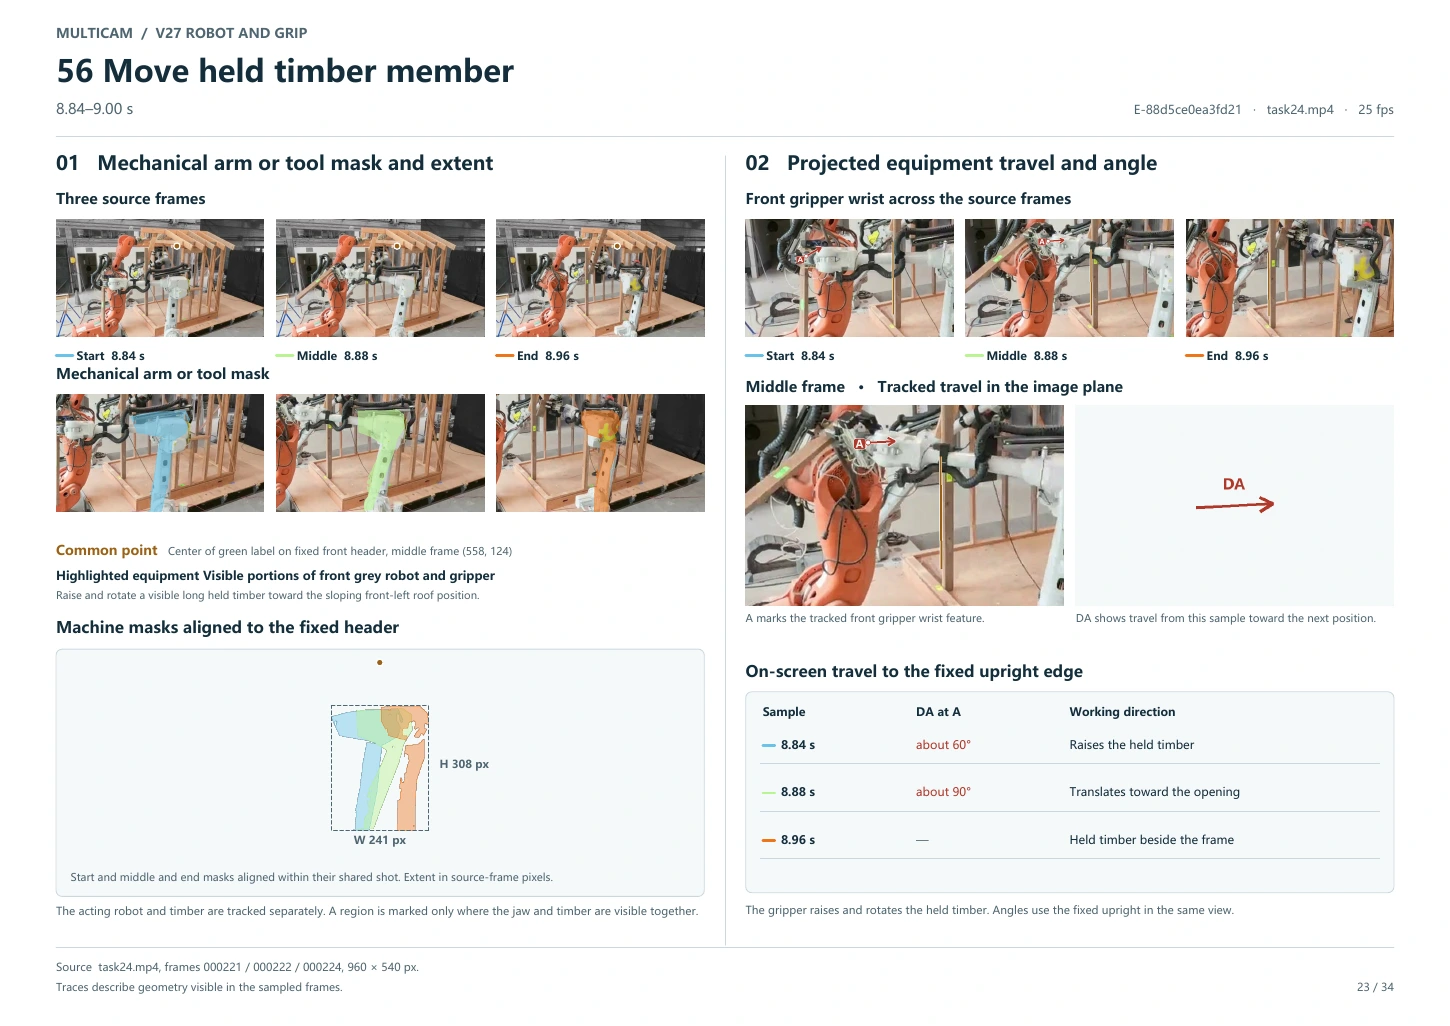 MULTICAM / V27 ROBOT AND GRIP
56 Move held timber member
8.84–9.00 s
E-88d5ce0ea3fd21 · task24.mp4 · 25 fps
01 Mechanical arm or tool mask and extent
Three source frames
Start 8.84 s
Middle 8.88 s
End 8.96 s
Mechanical arm or tool mask
Common point Center of green label on fixed front header, middle frame (558, 124)
Highlighted equipment Visible portions of front grey robot and gripper
Raise and rotate a visible long held timber toward the sloping front-left roof position.
Machine masks aligned to the fixed header
H 308 px
W 241 px
Start and middle and end masks aligned within their shared shot. Extent in source-frame pixels.
The acting robot and timber are tracked separately. A region is marked only where the jaw and timber are visible together.
02 Projected equipment travel and angle
Front gripper wrist across the source frames
A
A
Start 8.84 s
Middle 8.88 s
End 8.96 s
Middle frame • Tracked travel in the image plane
A
DA
A marks the tracked front gripper wrist feature.
DA shows travel from this sample toward the next position.
On-screen travel to the fixed upright edge
Sample DA at A Working direction
8.84 s about 60° Raises the held timber
8.88 s about 90° Translates toward the opening
8.96 s — Held timber beside the frame
The gripper raises and rotates the held timber. Angles use the fixed upright in the same view.
Source task24.mp4, frames 000221 / 000222 / 000224, 960 × 540 px.
Traces describe geometry visible in the sampled frames.
23 / 34